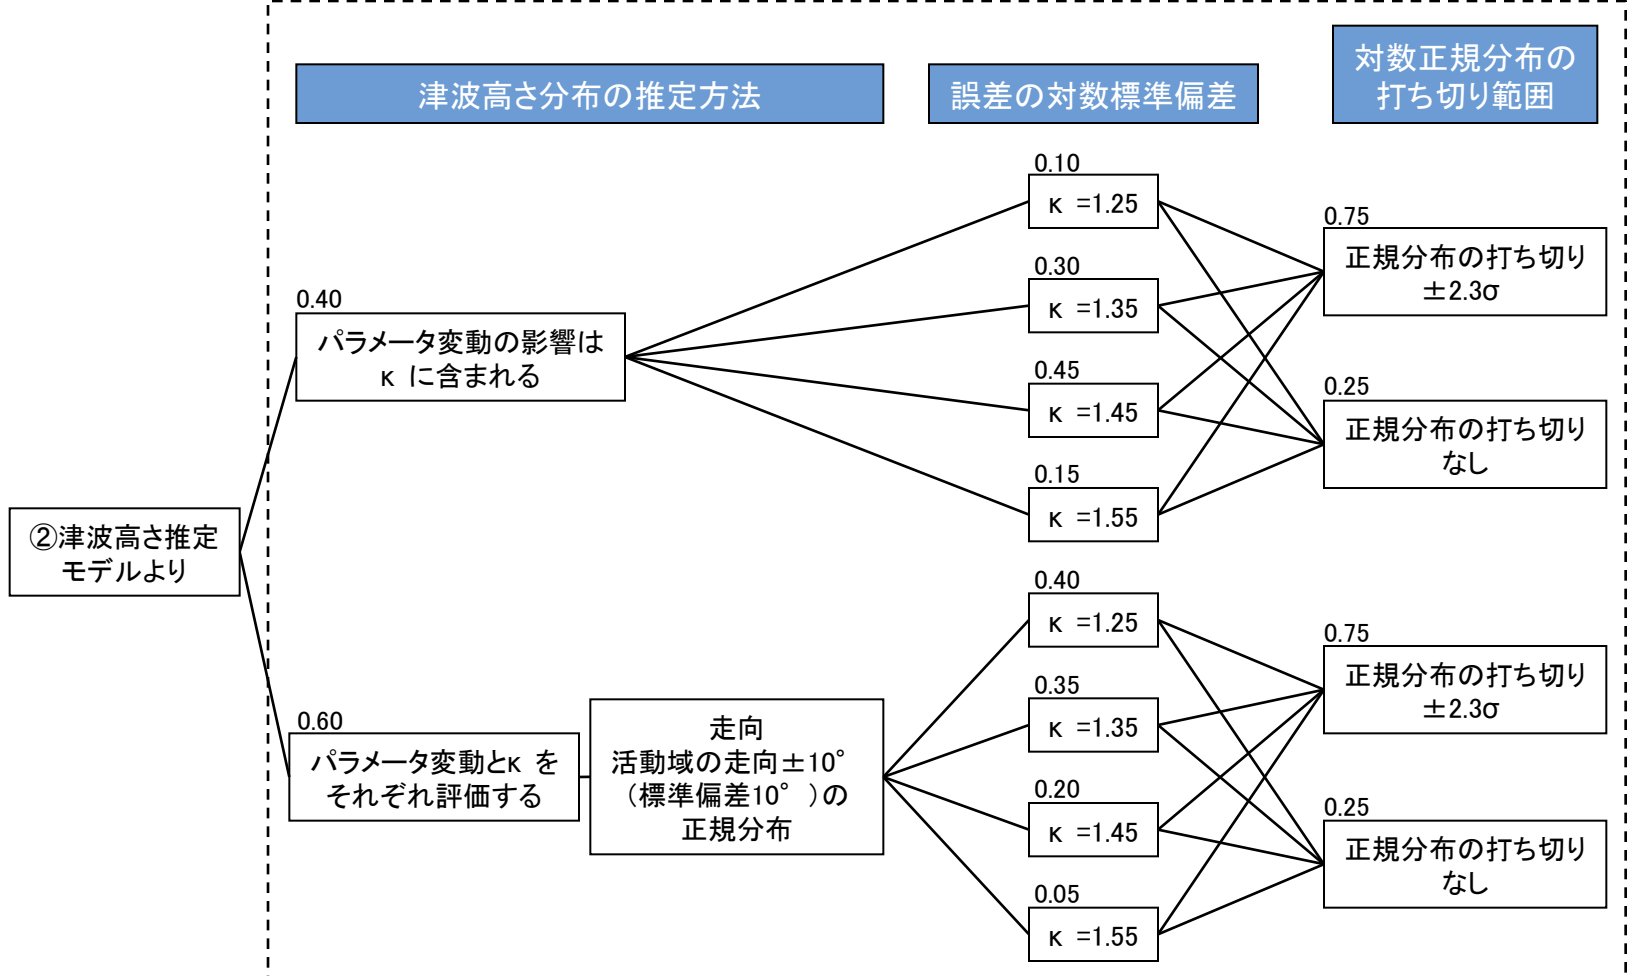 津波高さ分布の推定方法
誤差の対数標準偏差
対数正規分布の
打ち切り範囲
②津波高さ推定
モデルより
0.40
パラメータ変動の影響は
κ に含まれる
0.10
κ =1.25
0.30
κ =1.35
0.45
κ =1.45
0.15
κ =1.55
0.75
正規分布の打ち切り
±2.3σ
0.25
正規分布の打ち切り
なし
0.60
パラメータ変動とκ を
それぞれ評価する
走向
活動域の走向±10°
（標準偏差10° ）の
正規分布
0.40
κ =1.25
0.35
κ =1.35
0.20
κ =1.45
0.05
κ =1.55
0.75
正規分布の打ち切り
±2.3σ
0.25
正規分布の打ち切り
なし